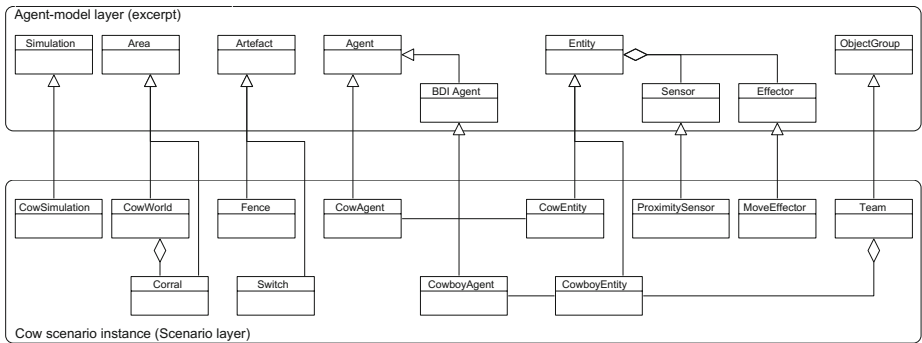 Agent-model layer (excerpt)
Simulation
Area
Artefact
Agent
Entity
ObjectGroup
BDI Agent
Sensor
Effector
CowSimulation
CowWorld
Fence
CowAgent
CowEntity
ProximitySensor
MoveEffector
Team
Corral
Switch
CowboyAgent
CowboyEntity
Cow scenario instance (Scenario layer)